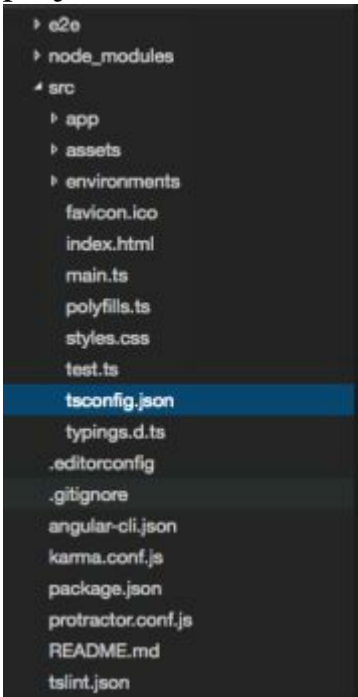 e2e
node_modules
src
app
assets
environments
favicon.ico
index.html
main.ts
polyfills.ts
styles.css
test.ts
tsconfig.json
typings.d.ts
.editorconfig
.gitignore
angular-cli.json
karma.conf.js
package.json
protractor.conf.js
README.md
tslint.json